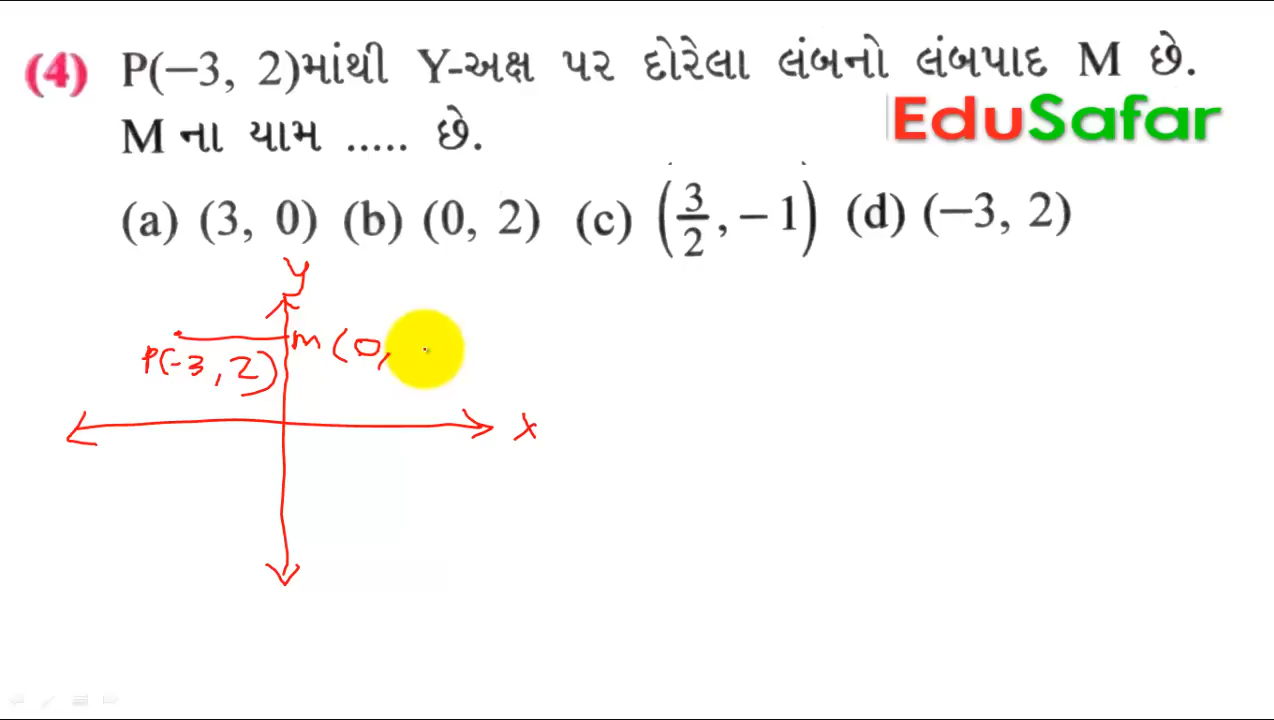 (4) P(−3, 2)માંથી Y-અક્ષ પર દોરેલા લંબનો લંબપાદ M છે.
EduSafar
M ના યામ ..... છે.
(a) (3, 0) (b) (0, 2) (c) (3/2, −1) (d) (−3, 2)
y
M (0,
P(-3, 2)
x